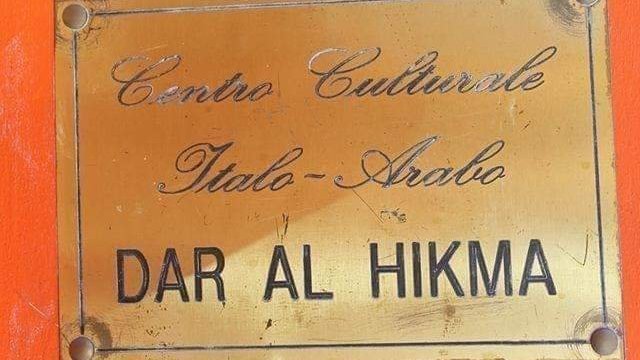 Centro Culturale
Italo-Arabo
DAR AL HIKMA